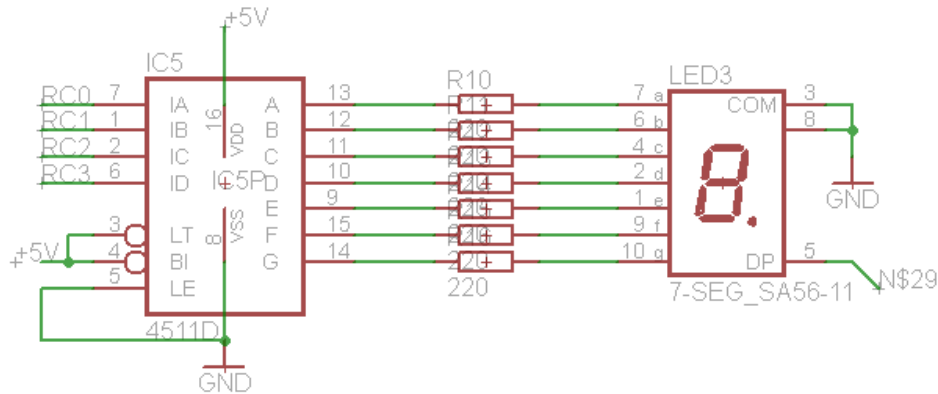 +5V
IC5
R10
LED3
RC0 7 IA A 13 7 a COM 3
RC1 1 IB B 12 6 b 8
RC2 2 IC C 11 4 c
RC3 6 ID D 10 2 d
16 VDD
IC5P
8 VSS
E 9 1 e
3 LT F 15 9 f
+5V 4 BI G 14 10 g DP 5
5 LE
GND
N$29
220
7-SEG_SA56-11
4511D
GND